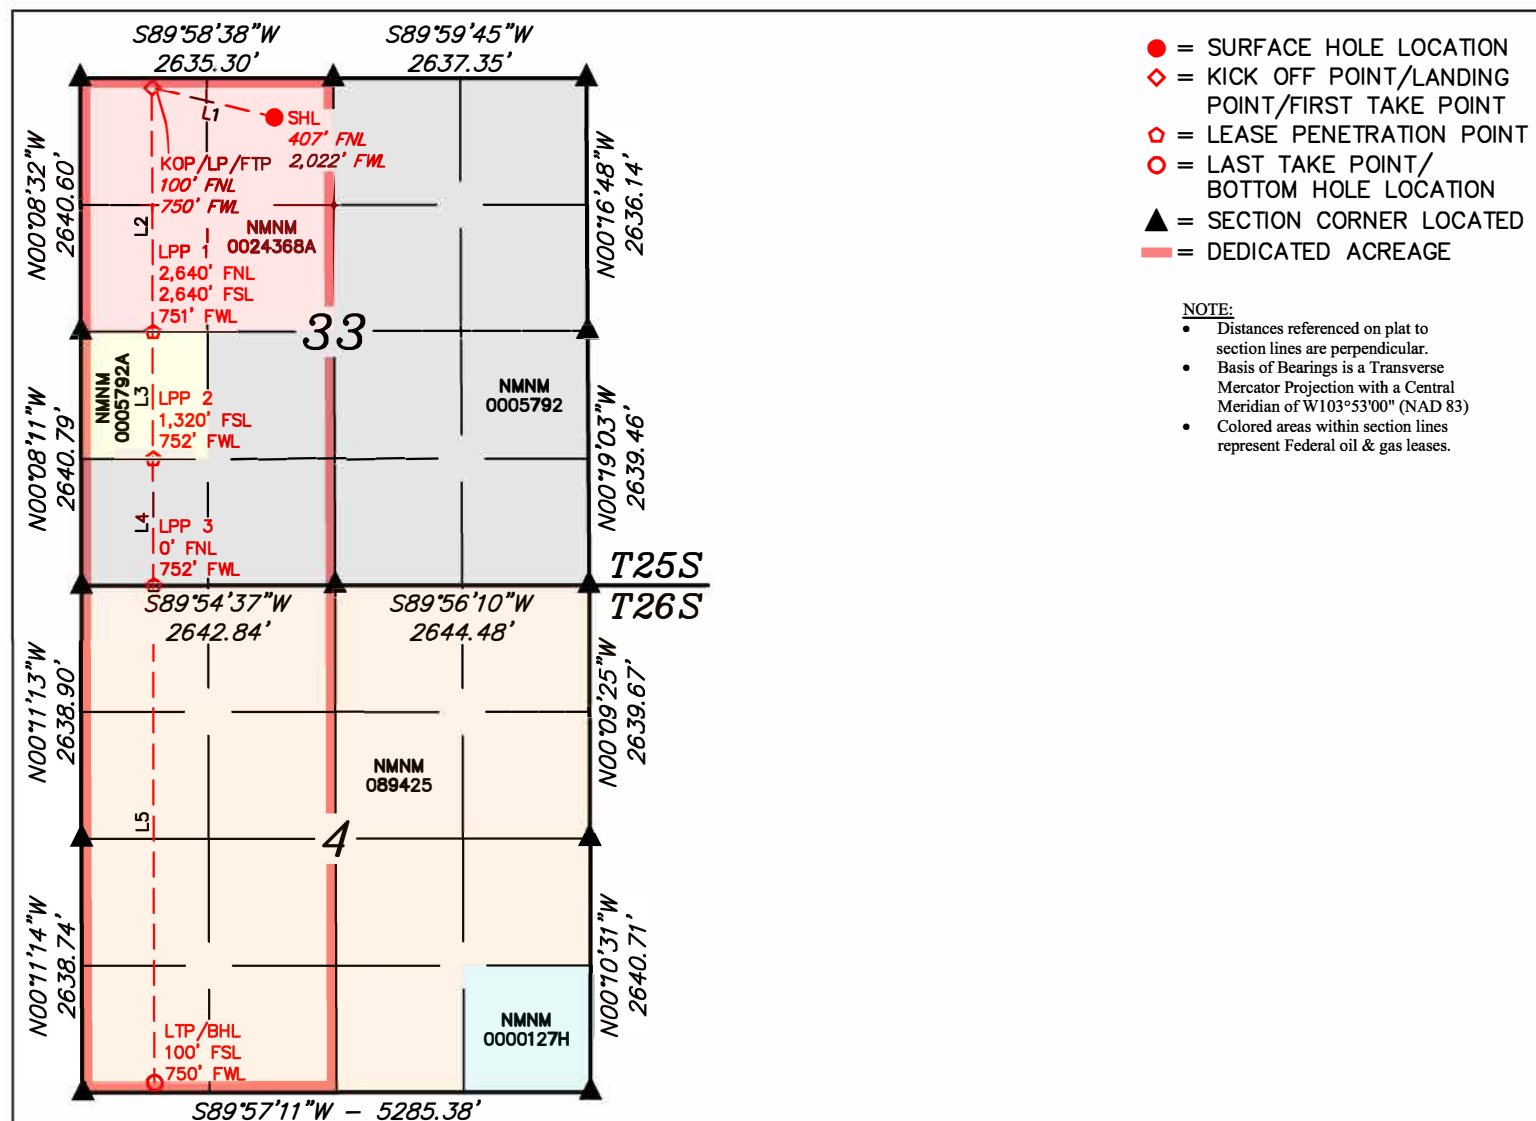 S89°58'38"W
2635.30'
S89°59'45"W
2637.35'
N00°08'32"W
2640.60'
N00°16'48"W
2636.14'
L1
SHL
407' FNL
2,022' FWL
KOP/LP/FTP
100' FNL
750' FWL
L2
NMNM
0024368A
LPP 1
2,640' FNL
2,640' FSL
751' FWL
33
NMNM
0005792A
L3
NMNM
0005792
LPP 2
1,320' FSL
752' FWL
N00°08'11"W
2640.79'
N00°19'03"W
2639.46'
L4
LPP 3
0' FNL
752' FWL
T25S
T26S
S89°54'37"W
2642.84'
S89°56'10"W
2644.48'
N00°11'13"W
2638.90'
N00°09'25"W
2639.67'
NMNM
089425
L5
4
N00°11'14"W
2638.74'
N00°10'31"W
2640.71'
NMNM
0000127H
LTP/BHL
100' FSL
750' FWL
S89°57'11"W – 5285.38'
= SURFACE HOLE LOCATION
= KICK OFF POINT/LANDING
POINT/FIRST TAKE POINT
= LEASE PENETRATION POINT
= LAST TAKE POINT/
BOTTOM HOLE LOCATION
= SECTION CORNER LOCATED
= DEDICATED ACREAGE
NOTE:
• Distances referenced on plat to
section lines are perpendicular.
• Basis of Bearings is a Transverse
Mercator Projection with a Central
Meridian of W103°53'00" (NAD 83)
• Colored areas within section lines
represent Federal oil & gas leases.